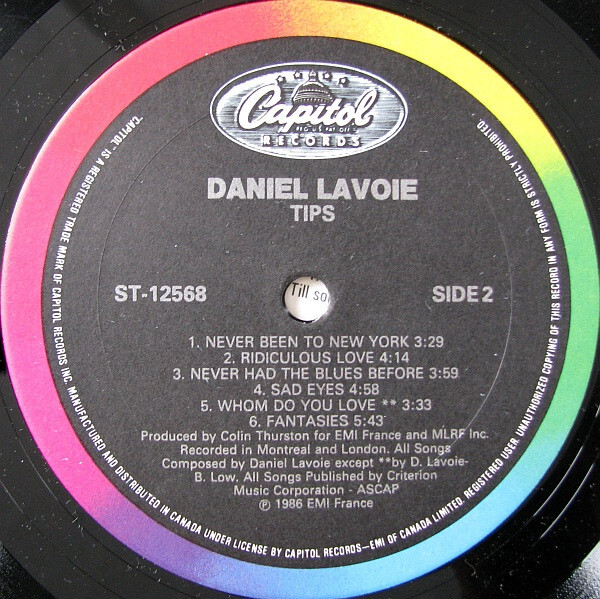 Capitol
REG. U.S. PAT. OFF.
RECORDS
DANIEL LAVOIE
TIPS
ST-12568
Till so
SIDE 2
1. NEVER BEEN TO NEW YORK 3:29
2. RIDICULOUS LOVE 4:14
3. NEVER HAD THE BLUES BEFORE 3:59
4. SAD EYES 4:58
5. WHOM DO YOU LOVE ** 3:33
6. FANTASIES 5:43
Produced by Colin Thurston for EMI France and MLRF Inc.
Recorded in Montreal and London. All Songs
Composed by Daniel Lavoie except **by D. Lavoie-
B. Low. All Songs Published by Criterion
Music Corporation - ASCAP
℗ 1986 EMI France
"CAPITOL" IS A REGISTERED TRADE MARK OF CAPITOL RECORDS INC. MANUFACTURED AND DISTRIBUTED IN CANADA UNDER LICENSE BY CAPITOL RECORDS—EMI OF CANADA LIMITED. REGISTERED USER. UNAUTHORIZED COPYING OF THIS RECORD IN ANY FORM IS STRICTLY PROHIBITED.